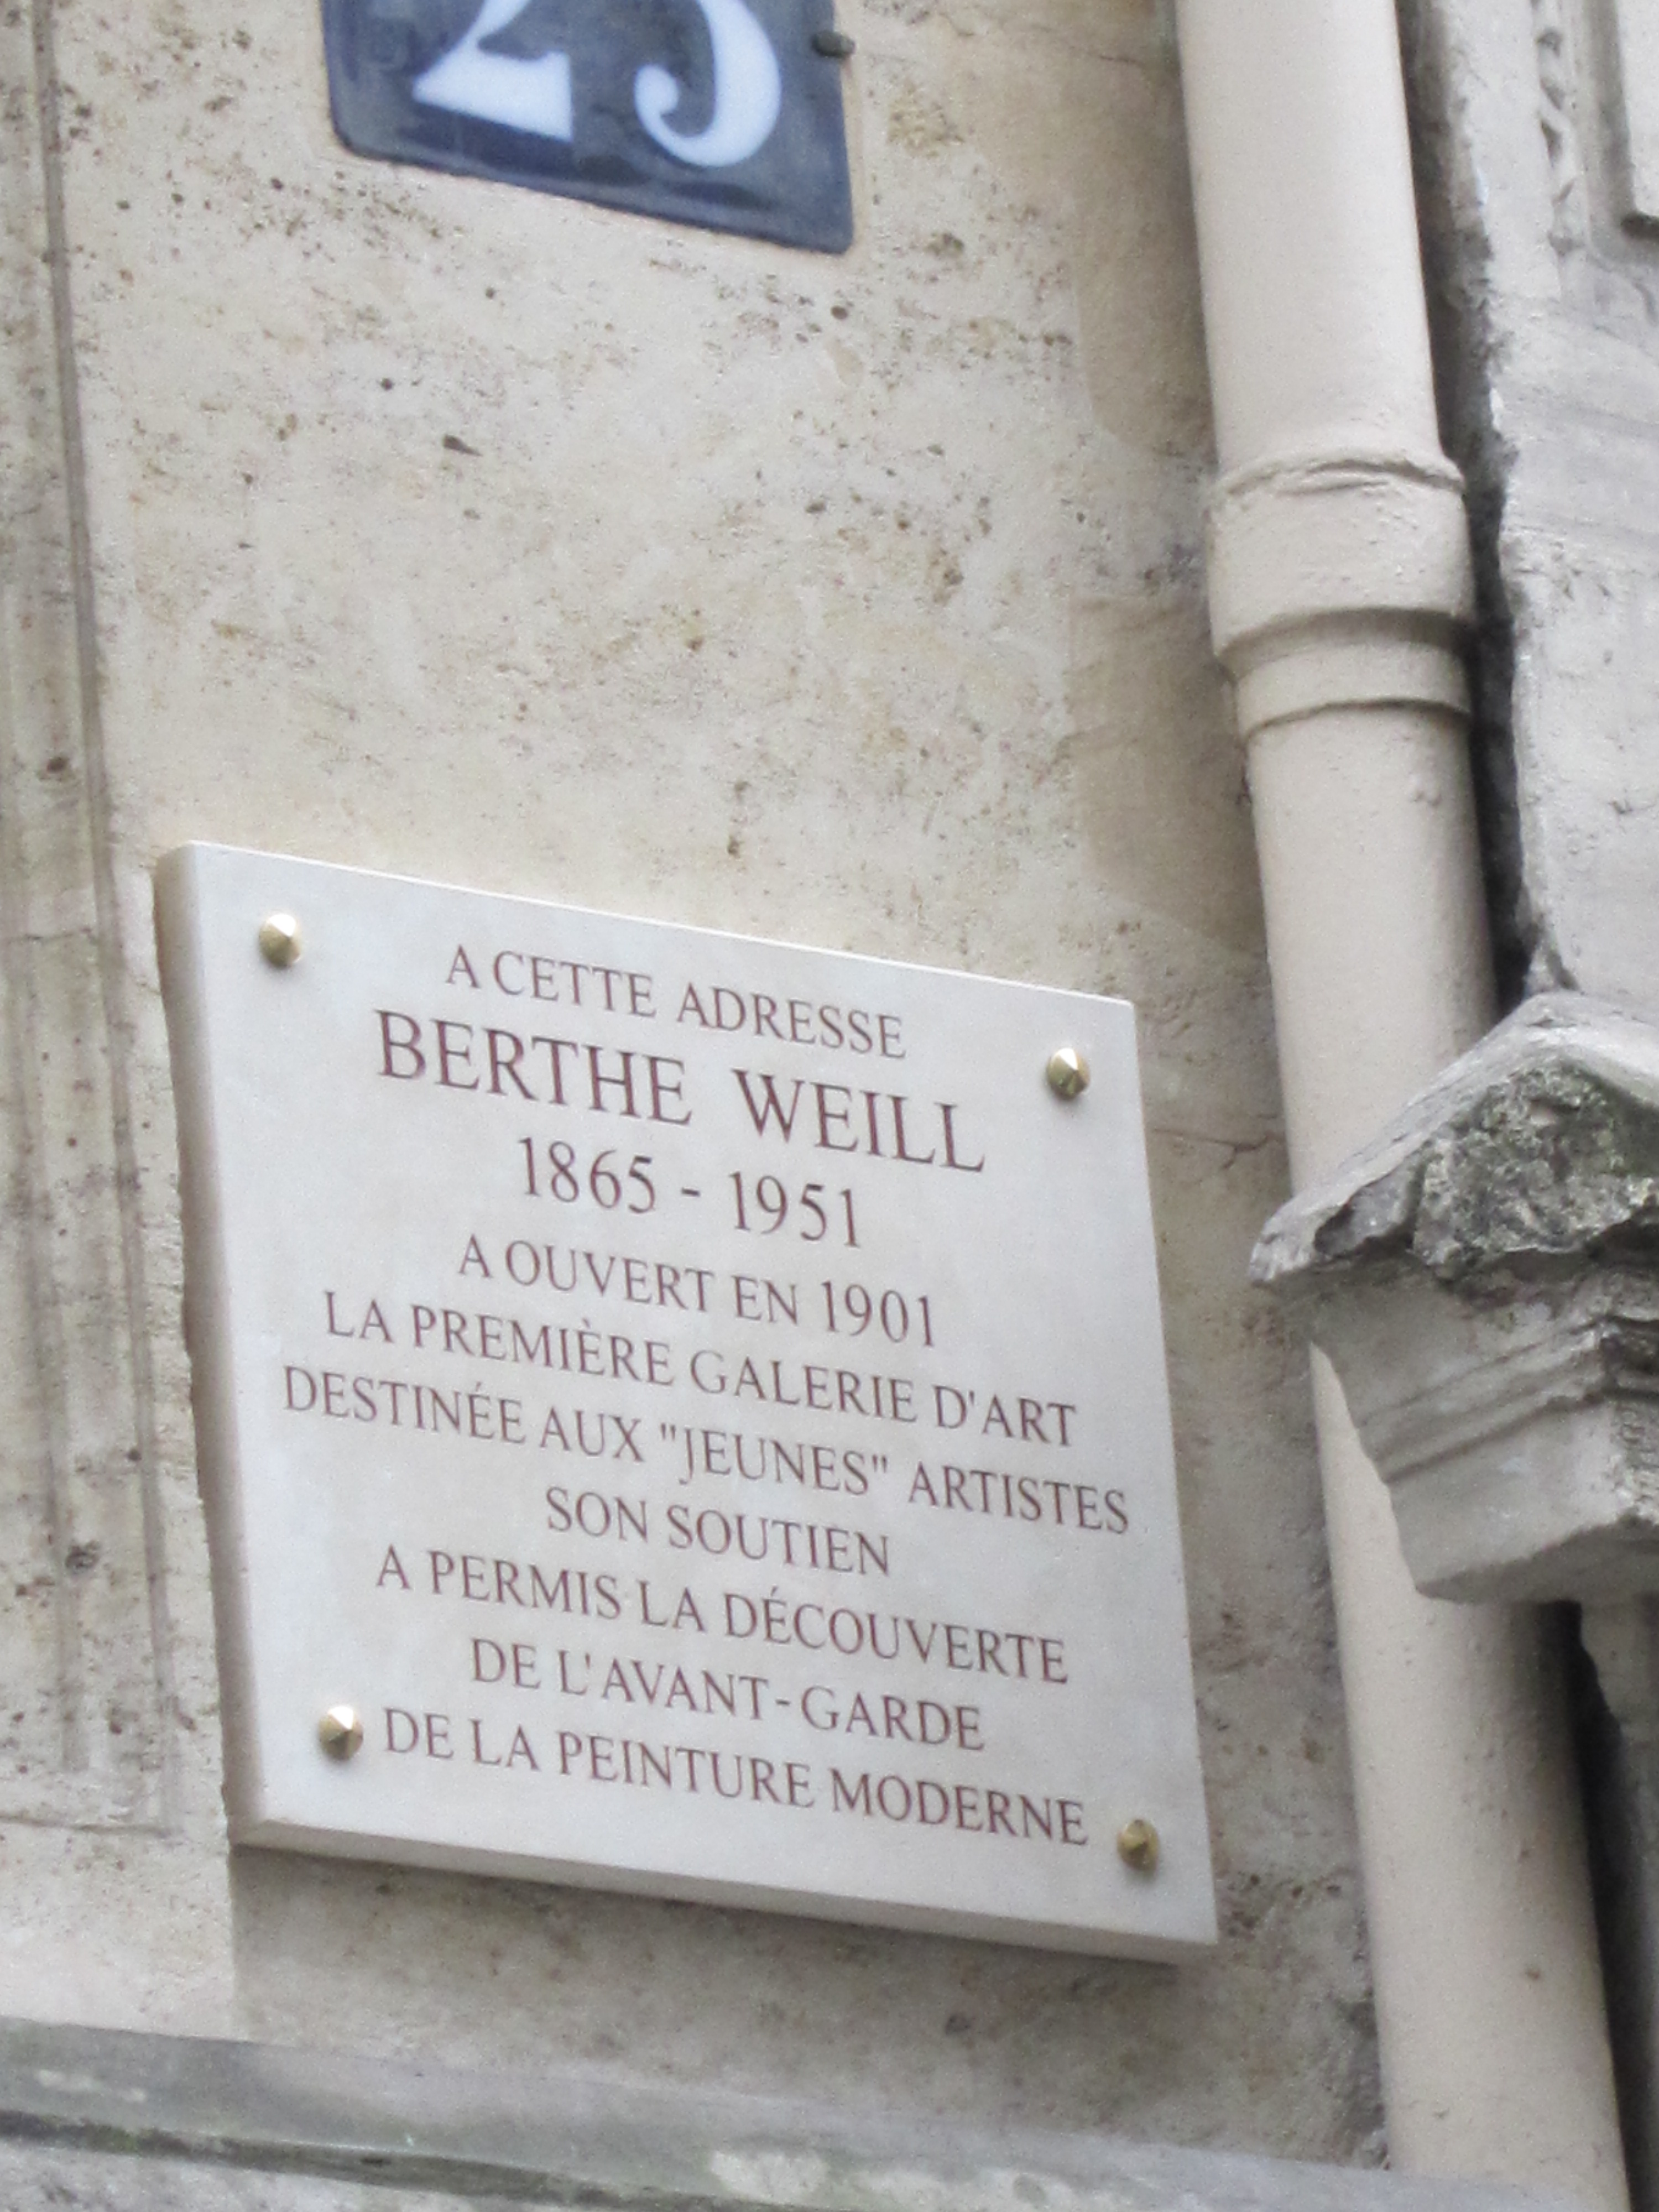 25
A CETTE ADRESSE
BERTHE WEILL
1865 - 1951
A OUVERT EN 1901
LA PREMIÈRE GALERIE D'ART
DESTINÉE AUX "JEUNES" ARTISTES
SON SOUTIEN
A PERMIS LA DÉCOUVERTE
DE L'AVANT-GARDE
DE LA PEINTURE MODERNE